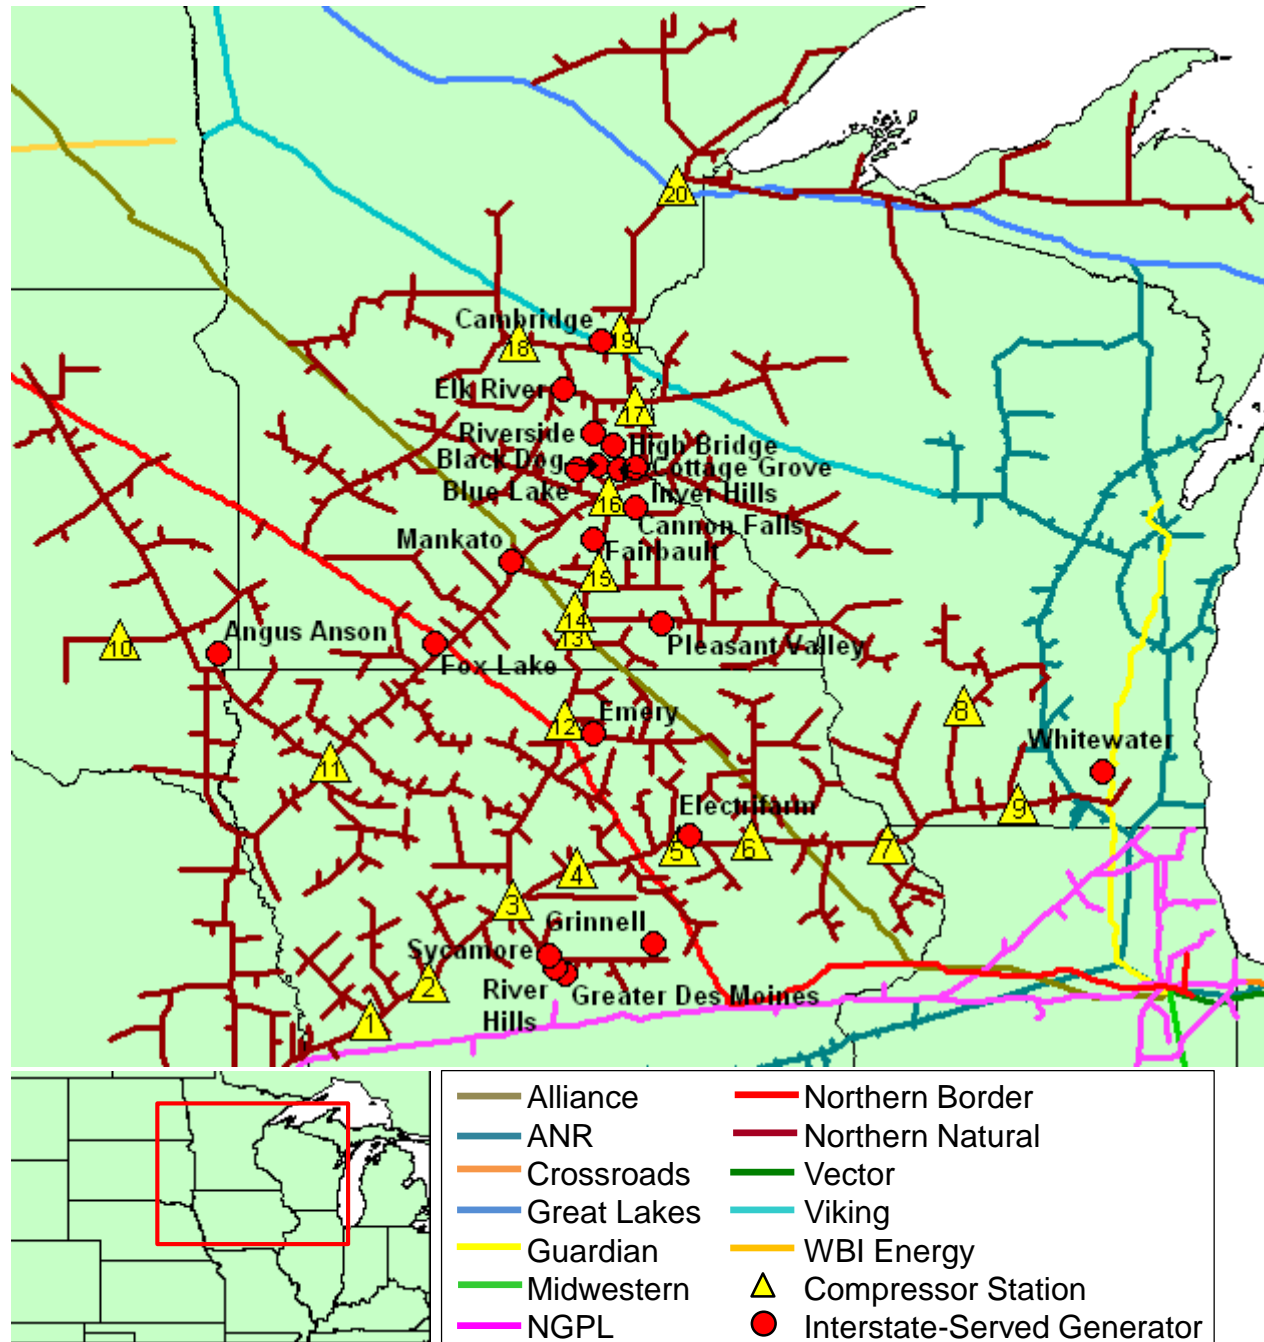 20
Cambridge
19
18
Elk River
17
Riverside
High Bridge
Black Dog
Cottage Grove
Blue Lake
Inver Hills
16
Cannon Falls
Mankato
Fairbault
15
14
13
Angus Anson
10
Pleasant Valley
Fox Lake
8
Emery
12
Whitewater
11
Electrifarm
9
5
6
7
4
3
Grinnell
Sycamore
2
River
Hills
Greater Des Moines
1
Alliance
Northern Border
ANR
Northern Natural
Crossroads
Vector
Great Lakes
Viking
Guardian
WBI Energy
Midwestern
Compressor Station
NGPL
Interstate-Served Generator